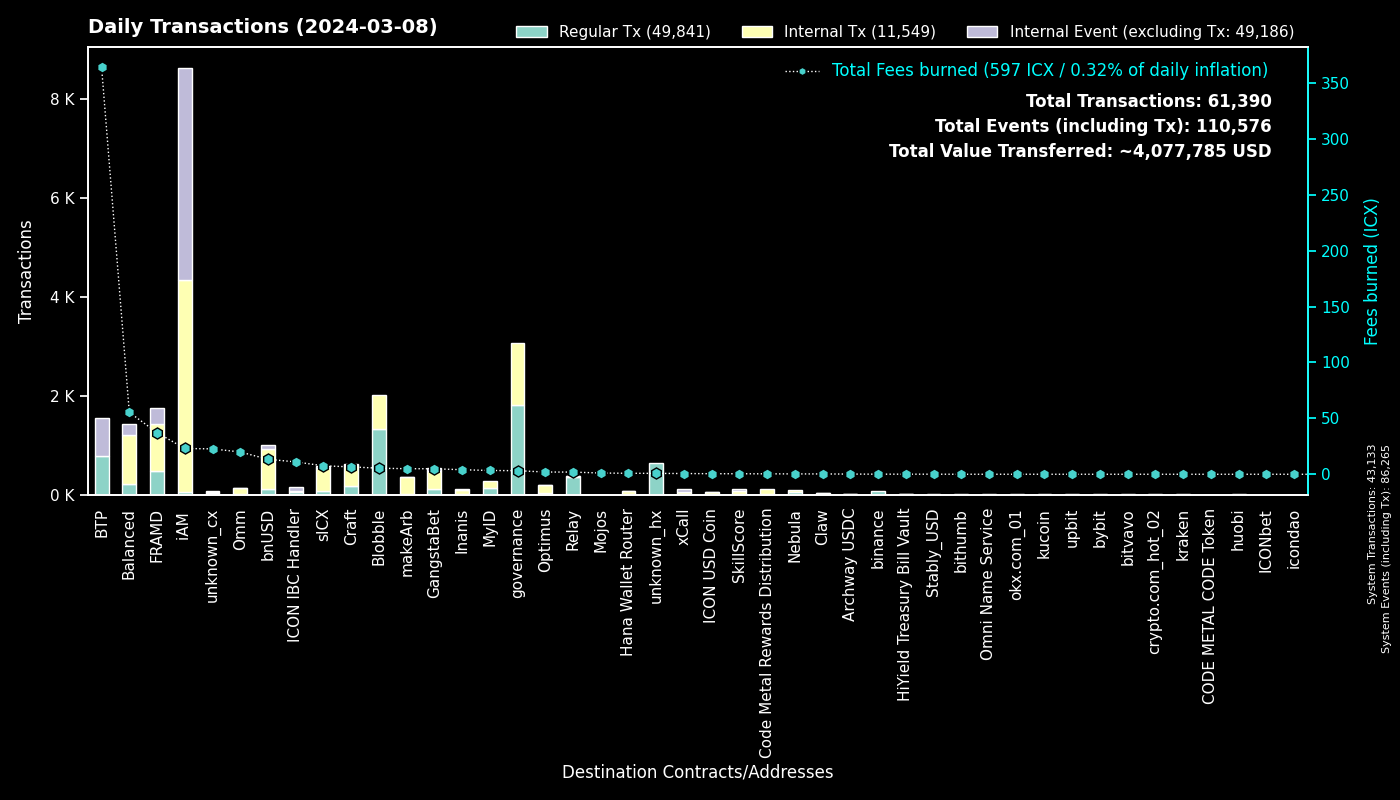 Daily Transactions (2024-03-08)
Regular Tx (49,841)
Internal Tx (11,549)
Internal Event (excluding Tx: 49,186)
Total Fees burned (597 ICX / 0.32% of daily inflation)
Total Transactions: 61,390
Total Events (including Tx): 110,576
Total Value Transferred: ~4,077,785 USD
Transactions
8 K
6 K
4 K
2 K
0 K
350
300
250
200
150
100
50
0
Fees burned (ICX)
BTP
Balanced
FRAMD
iAM
unknown_cx
Omm
bnUSD
ICON IBC Handler
sICX
Craft
Blobble
makeArb
GangstaBet
Inanis
MyID
governance
Optimus
Relay
Mojos
Hana Wallet Router
unknown_hx
xCall
ICON USD Coin
SkillScore
Code Metal Rewards Distribution
Nebula
Claw
Archway USDC
binance
HiYield Treasury Bill Vault
Stably_USD
bithumb
Omni Name Service
okx.com_01
kucoin
upbit
bybit
bitvavo
crypto.com_hot_02
kraken
CODE METAL CODE Token
huobi
ICONbet
icondao
Destination Contracts/Addresses
System Transactions: 43,133
System Events (including Tx): 86,265